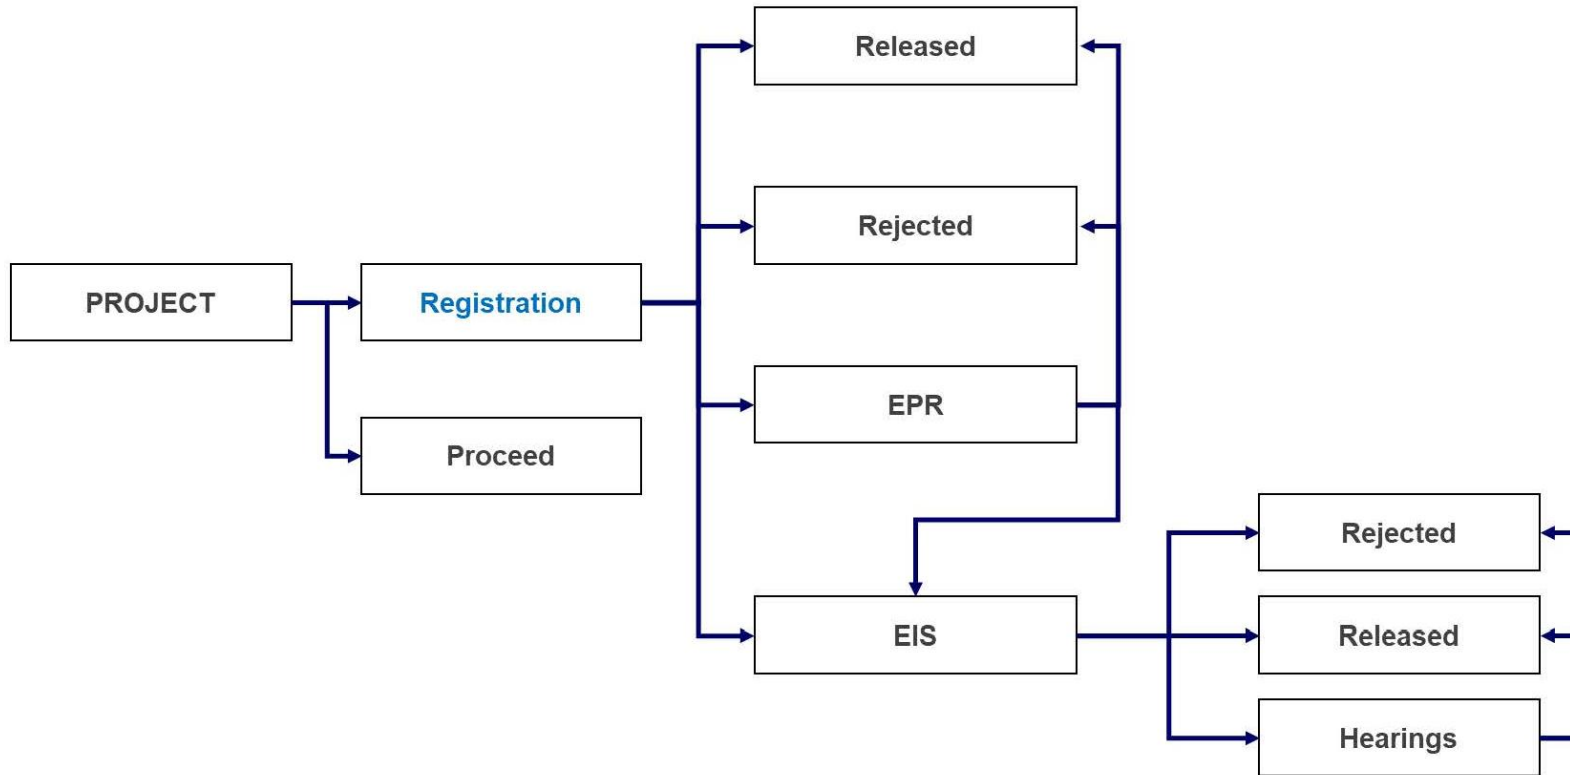 Released
Rejected
PROJECT
Registration
EPR
Proceed
Rejected
EIS
Released
Hearings